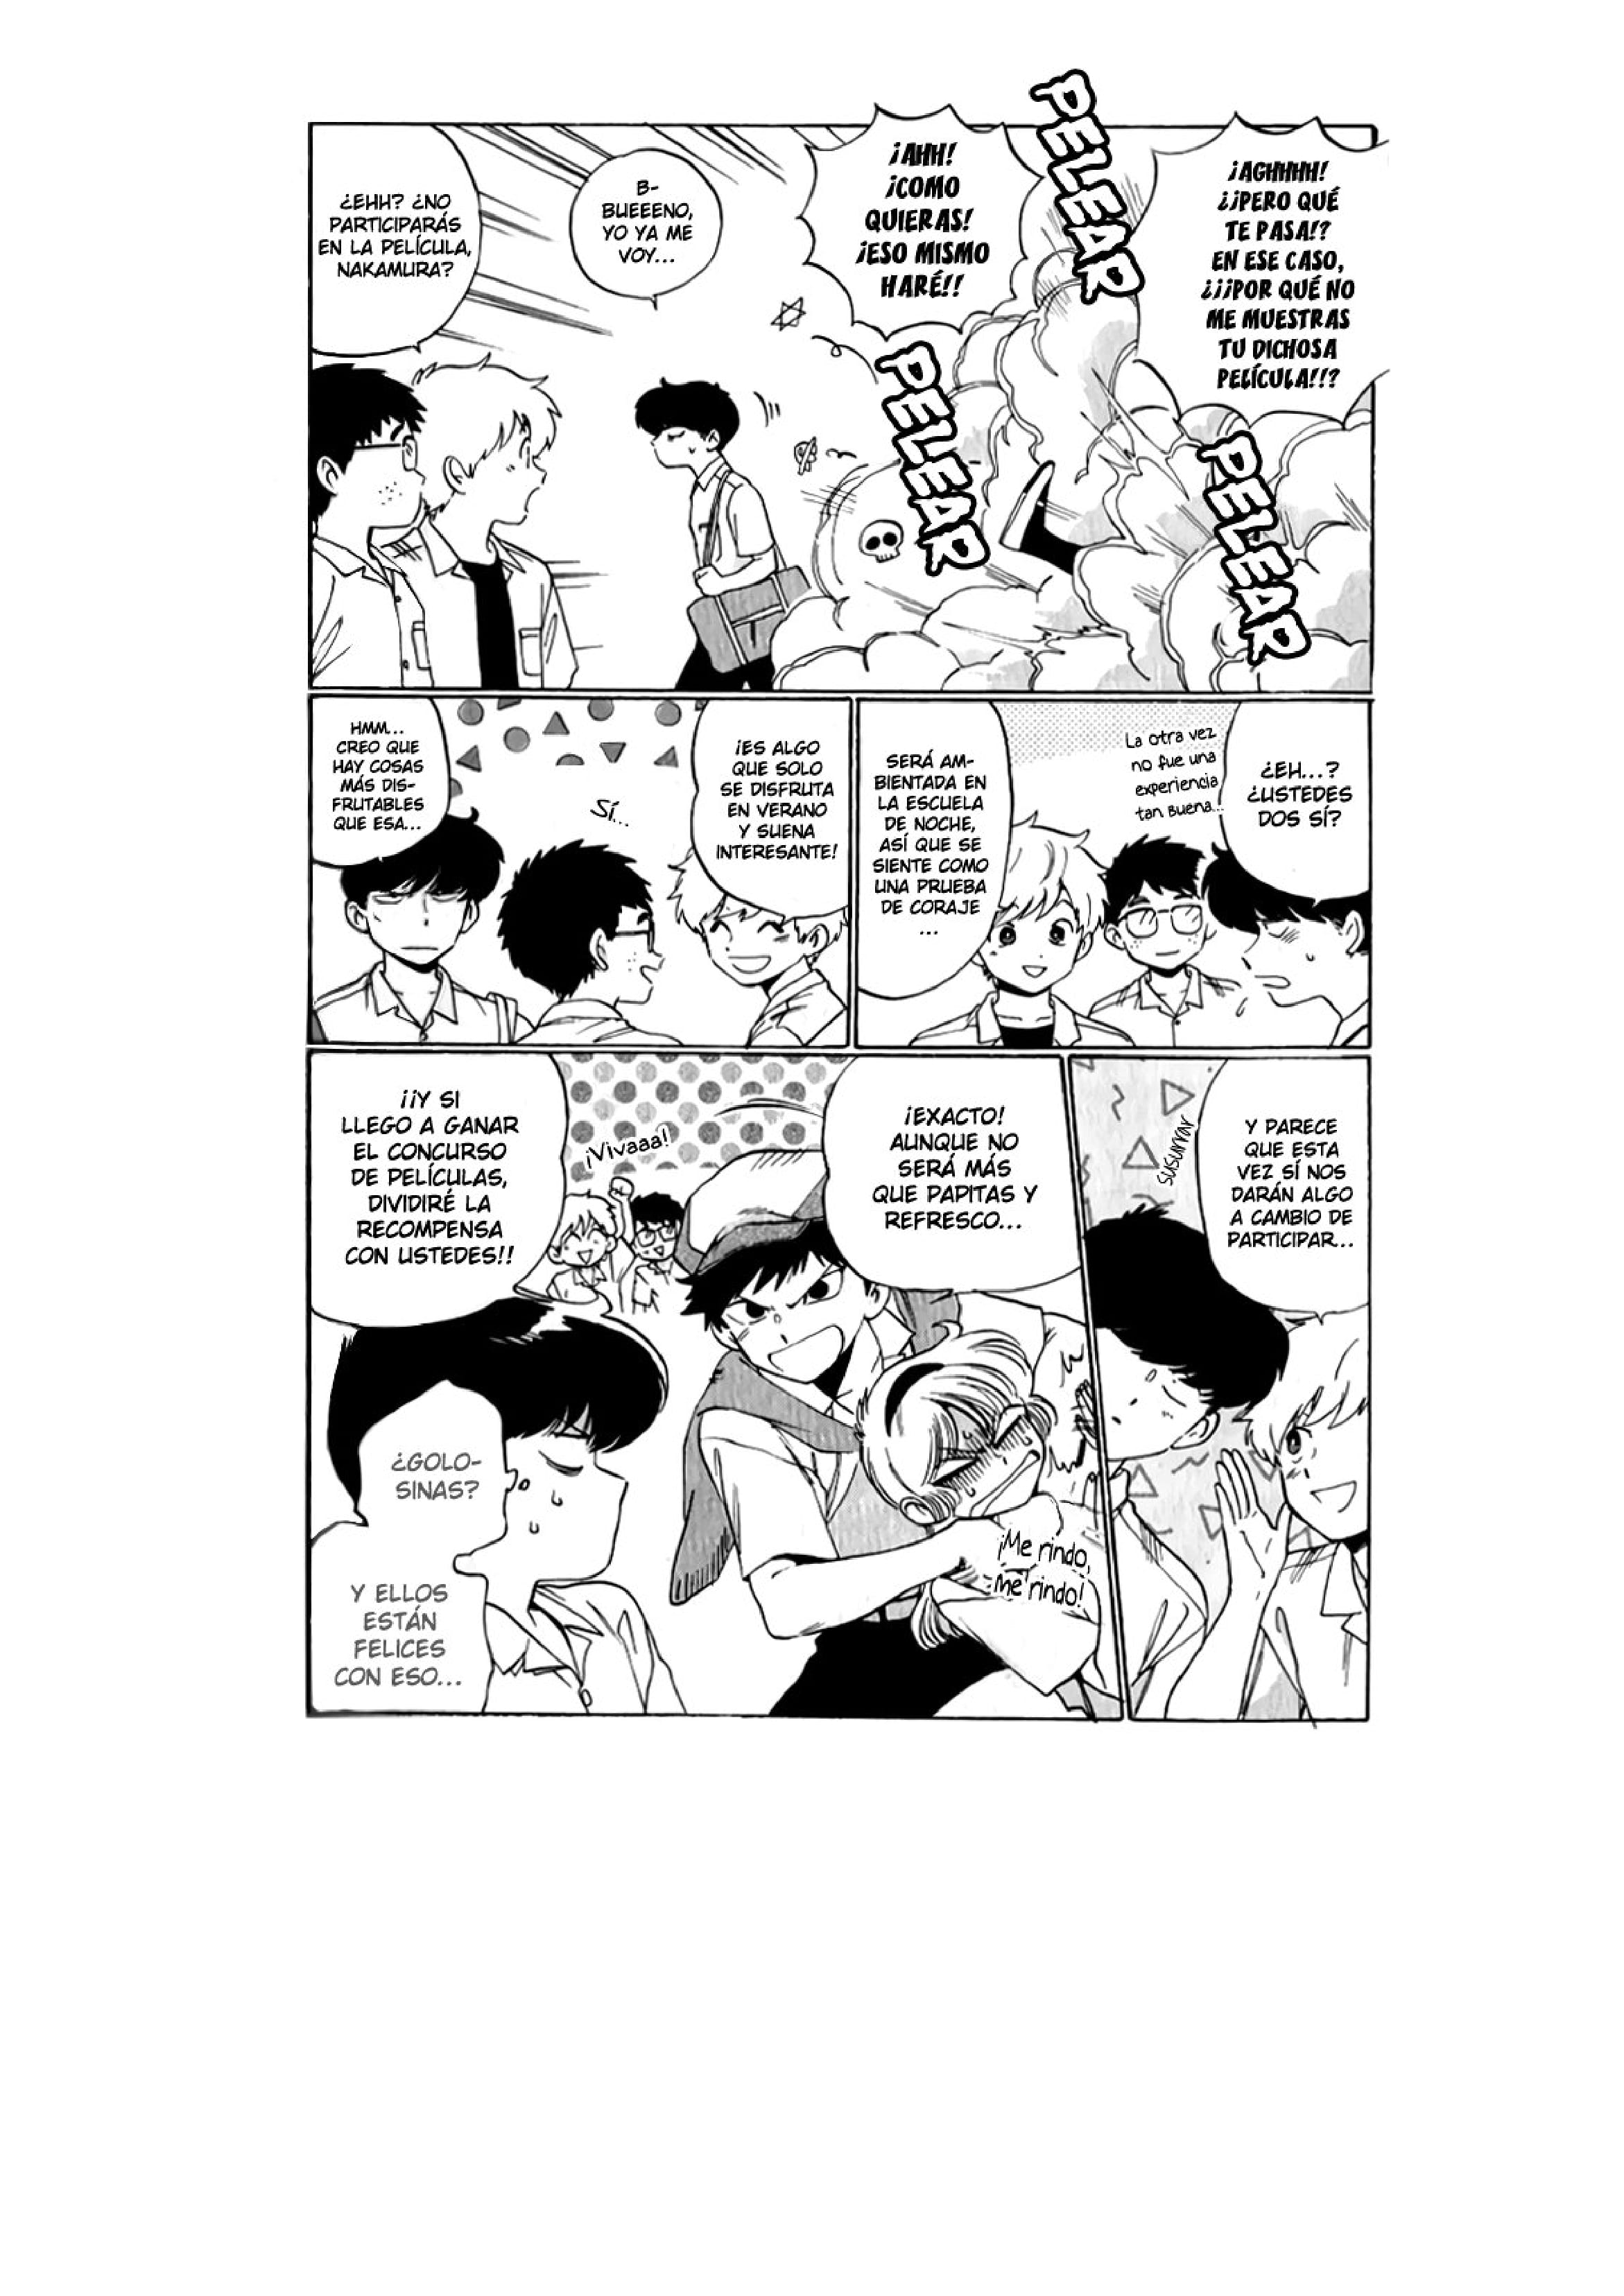 ¡AGHHHH!
¿¡PERO QUÉ
TE PASA!?
EN ESE CASO,
¿¡¡POR QUÉ NO
ME MUESTRAS
TU DICHOSA
PELÍCULA!!?
PELEAR
PELEAR
PELEAR
¡AHH!
¡COMO
QUIERAS!
¡ESO MISMO
HARÉ!!
B-
BUEEENO,
YO YA ME
VOY...
¿EHH? ¿NO
PARTICIPARÁS
EN LA PELÍCULA,
NAKAMURA?
¿EH...?
¿USTEDES
DOS SÍ?
La otra vez
no fue una
experiencia
tan buena...
SERÁ AM-
BIENTADA EN
LA ESCUELA
DE NOCHE,
ASÍ QUE SE
SIENTE COMO
UNA PRUEBA
DE CORAJE
...
¡ES ALGO
QUE SOLO
SE DISFRUTA
EN VERANO
Y SUENA
INTERESANTE!
Sí...
HMM...
CREO QUE
HAY COSAS
MÁS DIS-
FRUTABLES
QUE ESA...
Y PARECE
QUE ESTA
VEZ SÍ NOS
DARÁN ALGO
A CAMBIO DE
PARTICIPAR...
SUSURRAR
¡EXACTO!
AUNQUE NO
SERÁ MÁS
QUE PAPITAS Y
REFRESCO...
¡Me rindo,
me rindo!
¡Vivaaa!
¡¡Y SI
LLEGO A GANAR
EL CONCURSO
DE PELÍCULAS,
DIVIDIRÉ LA
RECOMPENSA
CON USTEDES!!
¿GOLO-
SINAS?
Y ELLOS
ESTÁN
FELICES
CON ESO...